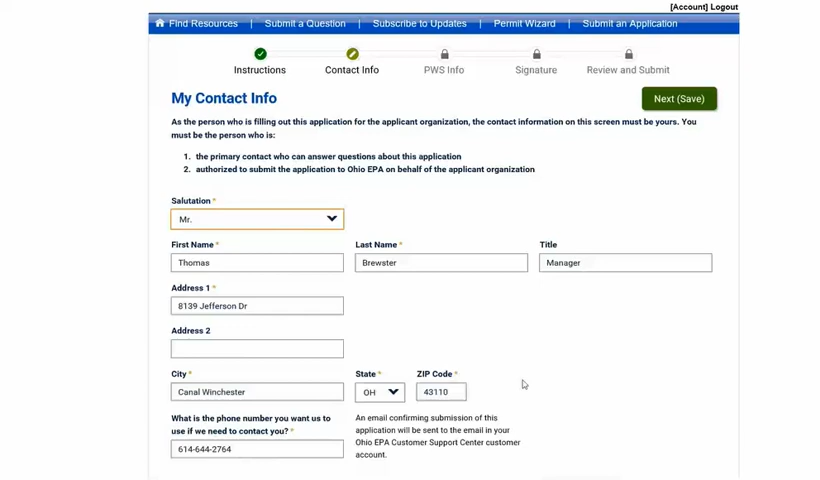 [Account] Logout
Find Resources | Submit a Question | Subscribe to Updates | Permit Wizard | Submit an Application
Instructions Contact Info PWS Info Signature Review and Submit
My Contact Info
Next (Save)
As the person who is filling out this application for the applicant organization, the contact information on this screen must be yours. You
must be the person who is:
1. the primary contact who can answer questions about this application
2. authorized to submit the application to Ohio EPA on behalf of the applicant organization
Salutation *
Mr.
First Name * Last Name * Title
Thomas Brewster Manager
Address 1 *
8139 Jefferson Dr
Address 2
City * State * ZIP Code *
Canal Winchester OH 43110
What is the phone number you want us to
use if we need to contact you? *
614-644-2764
An email confirming submission of this
application will be sent to the email in your
Ohio EPA Customer Support Center customer
account.